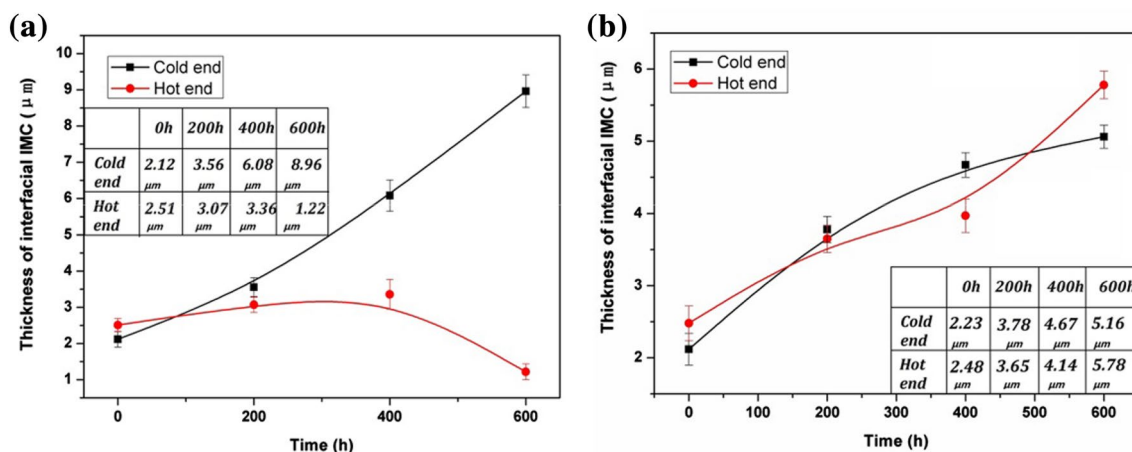 (a)
Thickness of interfacial IMC (μm)
10
9
8
7
6
5
4
3
2
1
Cold end
Hot end
0h 200h 400h 600h
Cold end 2.12 μm 3.56 μm 6.08 μm 8.96 μm
Hot end 2.51 μm 3.07 μm 3.36 μm 1.22 μm
0 200 400 600
Time (h)
(b)
Thickness of interfacial IMC (μm)
6
5
4
3
2
Cold end
Hot end
0h 200h 400h 600h
Cold end 2.23 μm 3.78 μm 4.67 μm 5.16 μm
Hot end 2.48 μm 3.65 μm 4.14 μm 5.78 μm
0 100 200 300 400 500 600
Time (h)